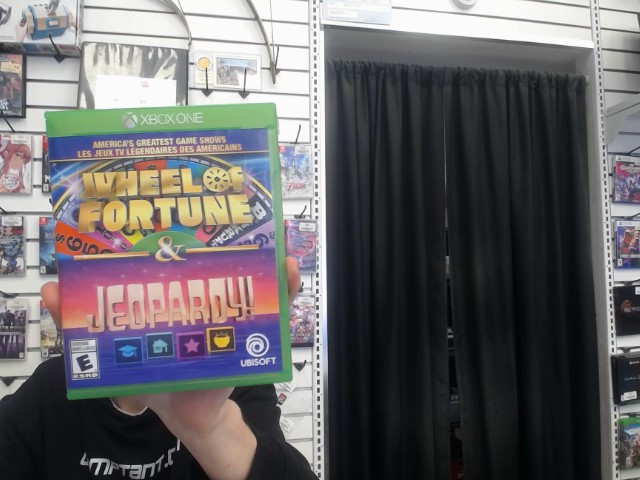 XBOX ONE
AMERICA'S GREATEST GAME SHOWS
LES JEUX TV LÉGENDAIRES DES AMÉRICAINS
WHEEL OF
FORTUNE
&
JEOPARDY!
E
ESRB
UBISOFT